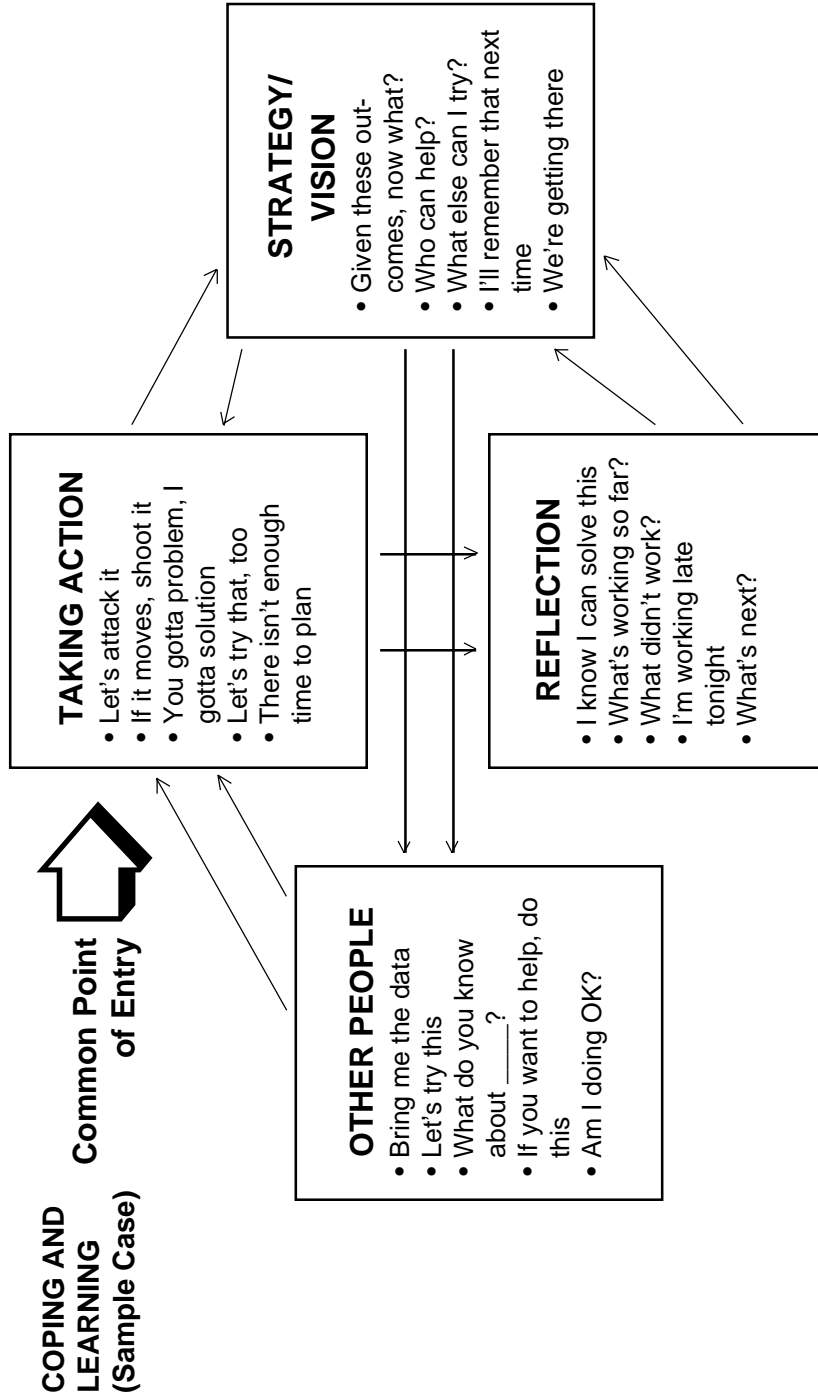 COPING AND
LEARNING
(Sample Case)
Common Point
of Entry
TAKING ACTION
• Let's attack it
• If it moves, shoot it
• You gotta problem, I
gotta solution
• Let's try that, too
• There isn't enough
time to plan
STRATEGY/
VISION
• Given these out-
comes, now what?
• Who can help?
• What else can I try?
• I'll remember that next
time
• We're getting there
OTHER PEOPLE
• Bring me the data
• Let's try this
• What do you know
about ____?
• If you want to help, do
this
• Am I doing OK?
REFLECTION
• I know I can solve this
• What's working so far?
• What didn't work?
• I'm working late
tonight
• What's next?